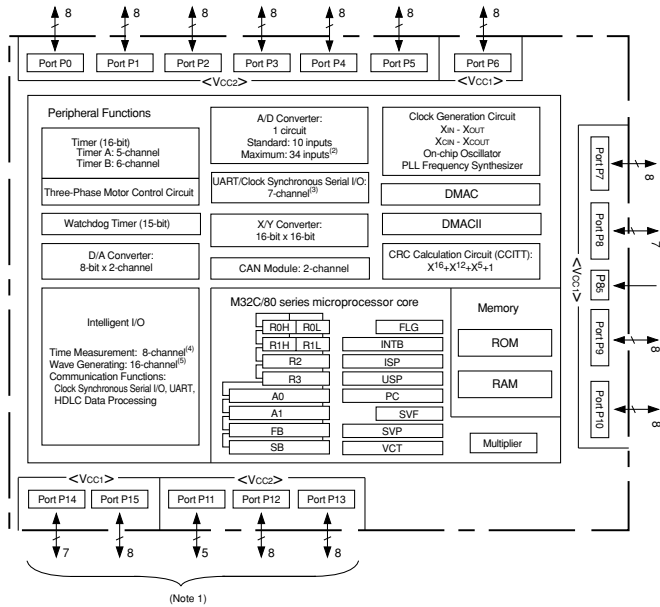 8 8 8 8 8 8 8
Port P0 Port P1 Port P2 Port P3 Port P4 Port P5 Port P6
<VCC2> <VCC1>
Peripheral Functions
Timer (16-bit)
Timer A: 5-channel
Timer B: 6-channel
Three-Phase Motor Control Circuit
Watchdog Timer (15-bit)
D/A Converter:
8-bit x 2-channel
Intelligent I/O
Time Measurement: 8-channel(4)
Wave Generating: 16-channel(5)
Communication Functions:
Clock Synchronous Serial I/O, UART,
HDLC Data Processing
A/D Converter:
1 circuit
Standard: 10 inputs
Maximum: 34 inputs(2)
UART/Clock Synchronous Serial I/O:
7-channel(3)
X/Y Converter:
16-bit x 16-bit
CAN Module: 2-channel
Clock Generation Circuit
XIN - XOUT
XCIN - XCOUT
On-chip Oscillator
PLL Frequency Synthesizer
DMAC
DMACII
CRC Calculation Circuit (CCITT):
X16+X12+X5+1
M32C/80 series microprocessor core
R0H R0L
R1H R1L
R2
R3
A0
A1
FB
SB
FLG
INTB
ISP
USP
PC
SVF
SVP
VCT
Memory
ROM
RAM
Multiplier
<VCC1>
Port P7
8
Port P8
7
P85
Port P9
8
Port P10
8
<VCC1> <VCC2>
Port P14 Port P15 Port P11 Port P12 Port P13
7 8 5 8 8
(Note 1)